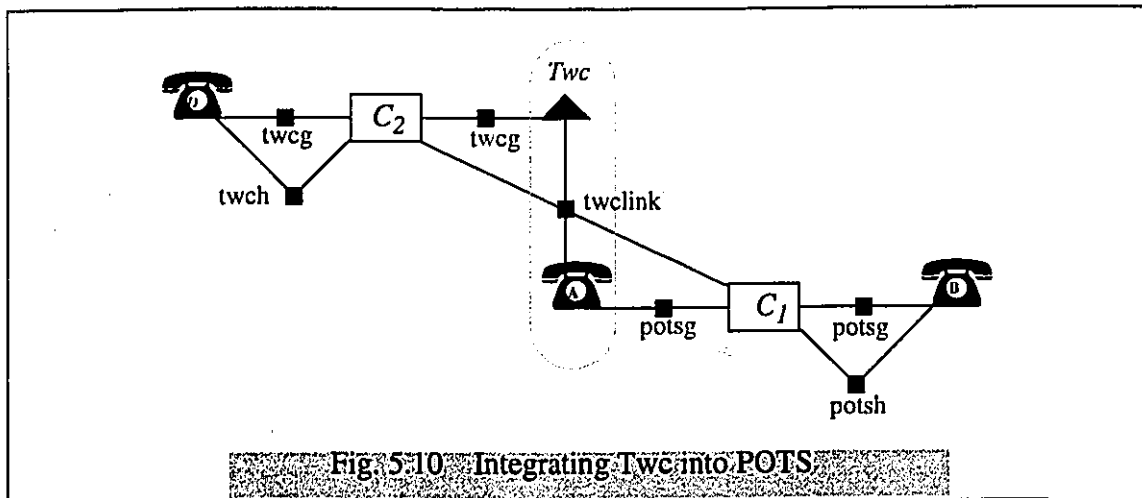 Twc
D
twcg
C2
twcg
twch
twclink
A
potsg
C1
potsg
B
potsh
Fig. 5.10 Integrating Twc into POTS